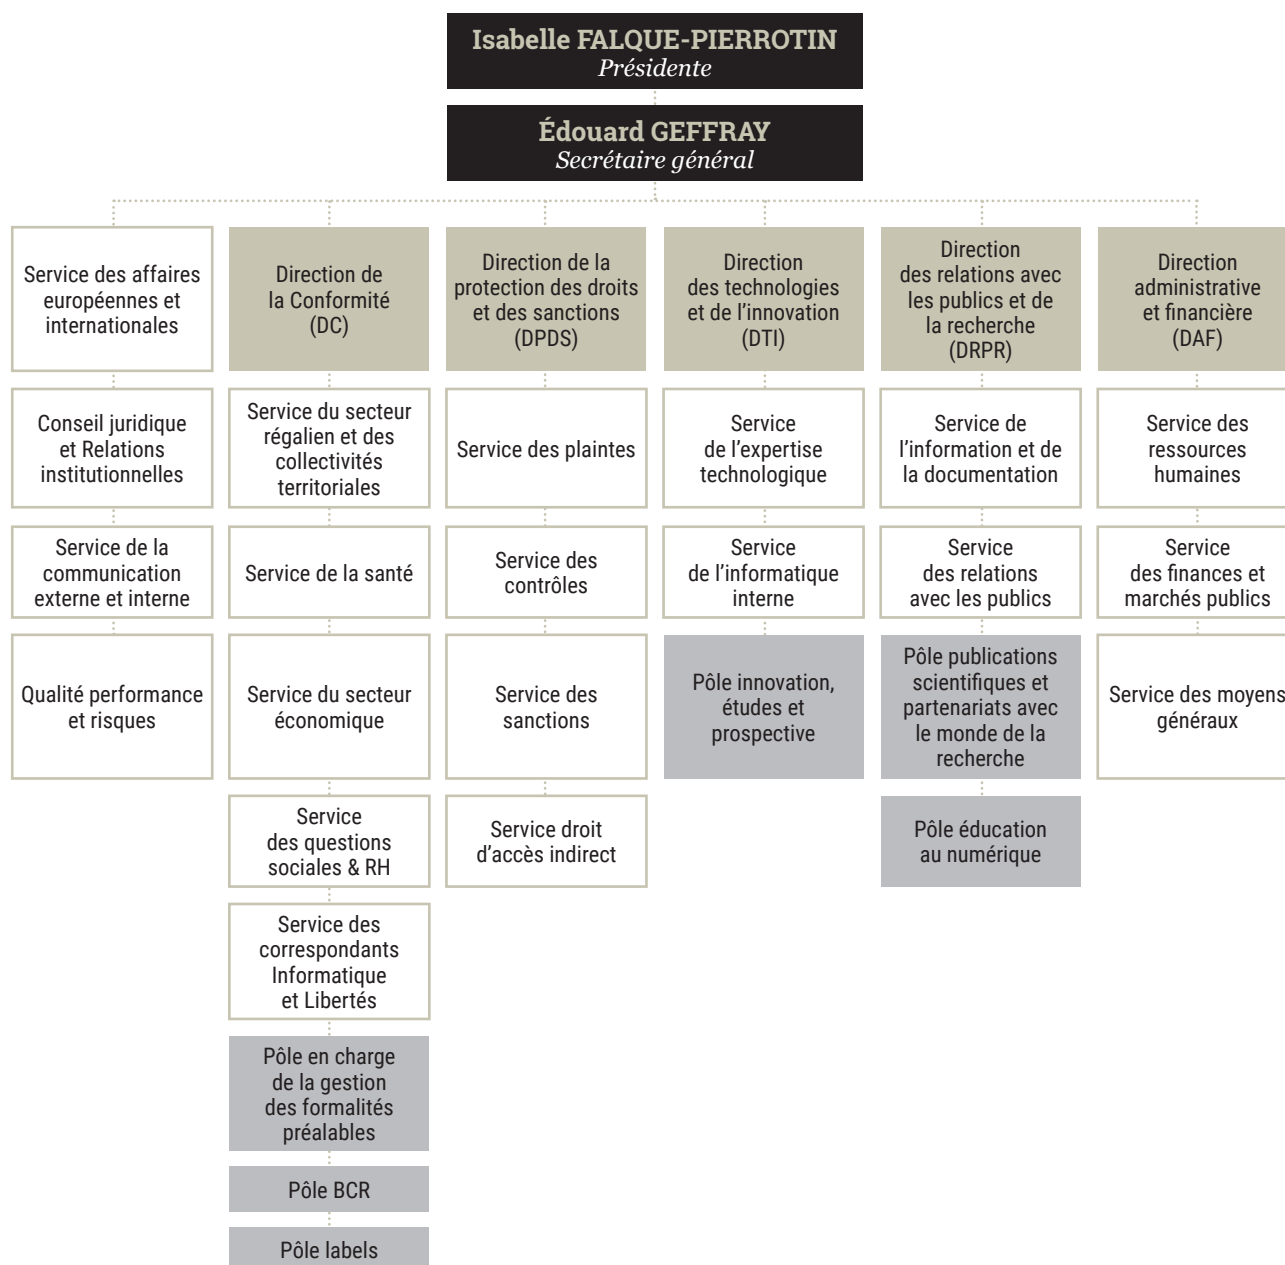 Isabelle FALQUE-PIERROTIN
Présidente
Édouard GEFFRAY
Secrétaire général
Service des affaires
européennes et
internationales
Conseil juridique
et Relations
institutionnelles
Service de la
communication
externe et interne
Qualité performance
et risques
Direction de
la Conformité
(DC)
Service du secteur
régalien et des
collectivités
territoriales
Service de la santé
Service du secteur
économique
Service
des questions
sociales & RH
Service des
correspondants
Informatique
et Libertés
Pôle en charge
de la gestion
des formalités
préalables
Pôle BCR
Pôle labels
Direction de la
protection des droits
et des sanctions
(DPDS)
Service des plaintes
Service des
contrôles
Service des
sanctions
Service droit
d’accès indirect
Direction
des technologies
et de l’innovation
(DTI)
Service
de l’expertise
technologique
Service
de l’informatique
interne
Pôle innovation,
études et
prospective
Direction
des relations avec
les publics et de
la recherche
(DRPR)
Service de
l’information et de
la documentation
Service
des relations
avec les publics
Pôle publications
scientifiques et
partenariats avec
le monde de la
recherche
Pôle éducation
au numérique
Direction
administrative
et financière
(DAF)
Service des
ressources
humaines
Service
des finances et
marchés publics
Service des moyens
généraux